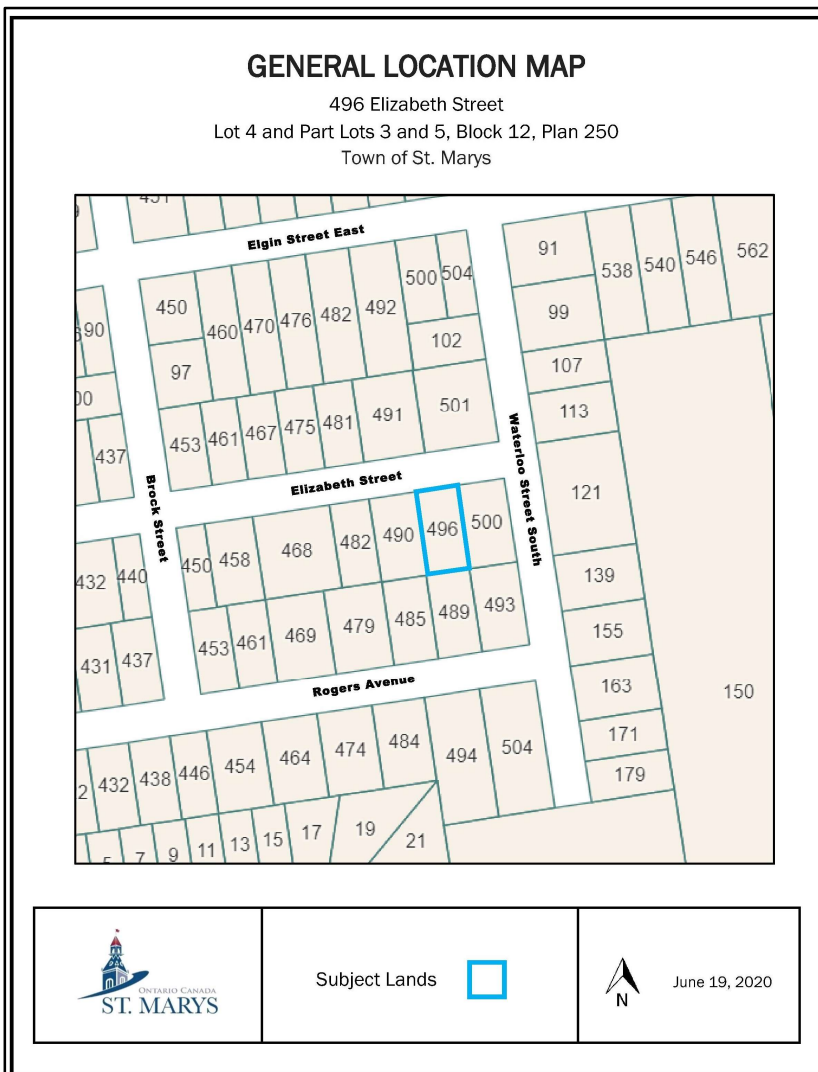 GENERAL LOCATION MAP
496 Elizabeth Street
Lot 4 and Part Lots 3 and 5, Block 12, Plan 250
Town of St. Marys
Elgin Street East
91
538 540 546 562
450 460 470 476 482 492 500 504
99
90
97
102
107
453 461 467 475 481 491 501
113
437
Brock Street
Elizabeth Street
Waterloo Street South
121
450 458 468 482 490 496 500
432 440
139
453 461 469 479 485 489 493
155
431 437
Rogers Avenue
163
150
432 438 446 454 464 474 484 494 504
171
179
7 9 11 13 15 17 19 21
Subject Lands
N
June 19, 2020
ONTARIO CANADA
ST. MARYS